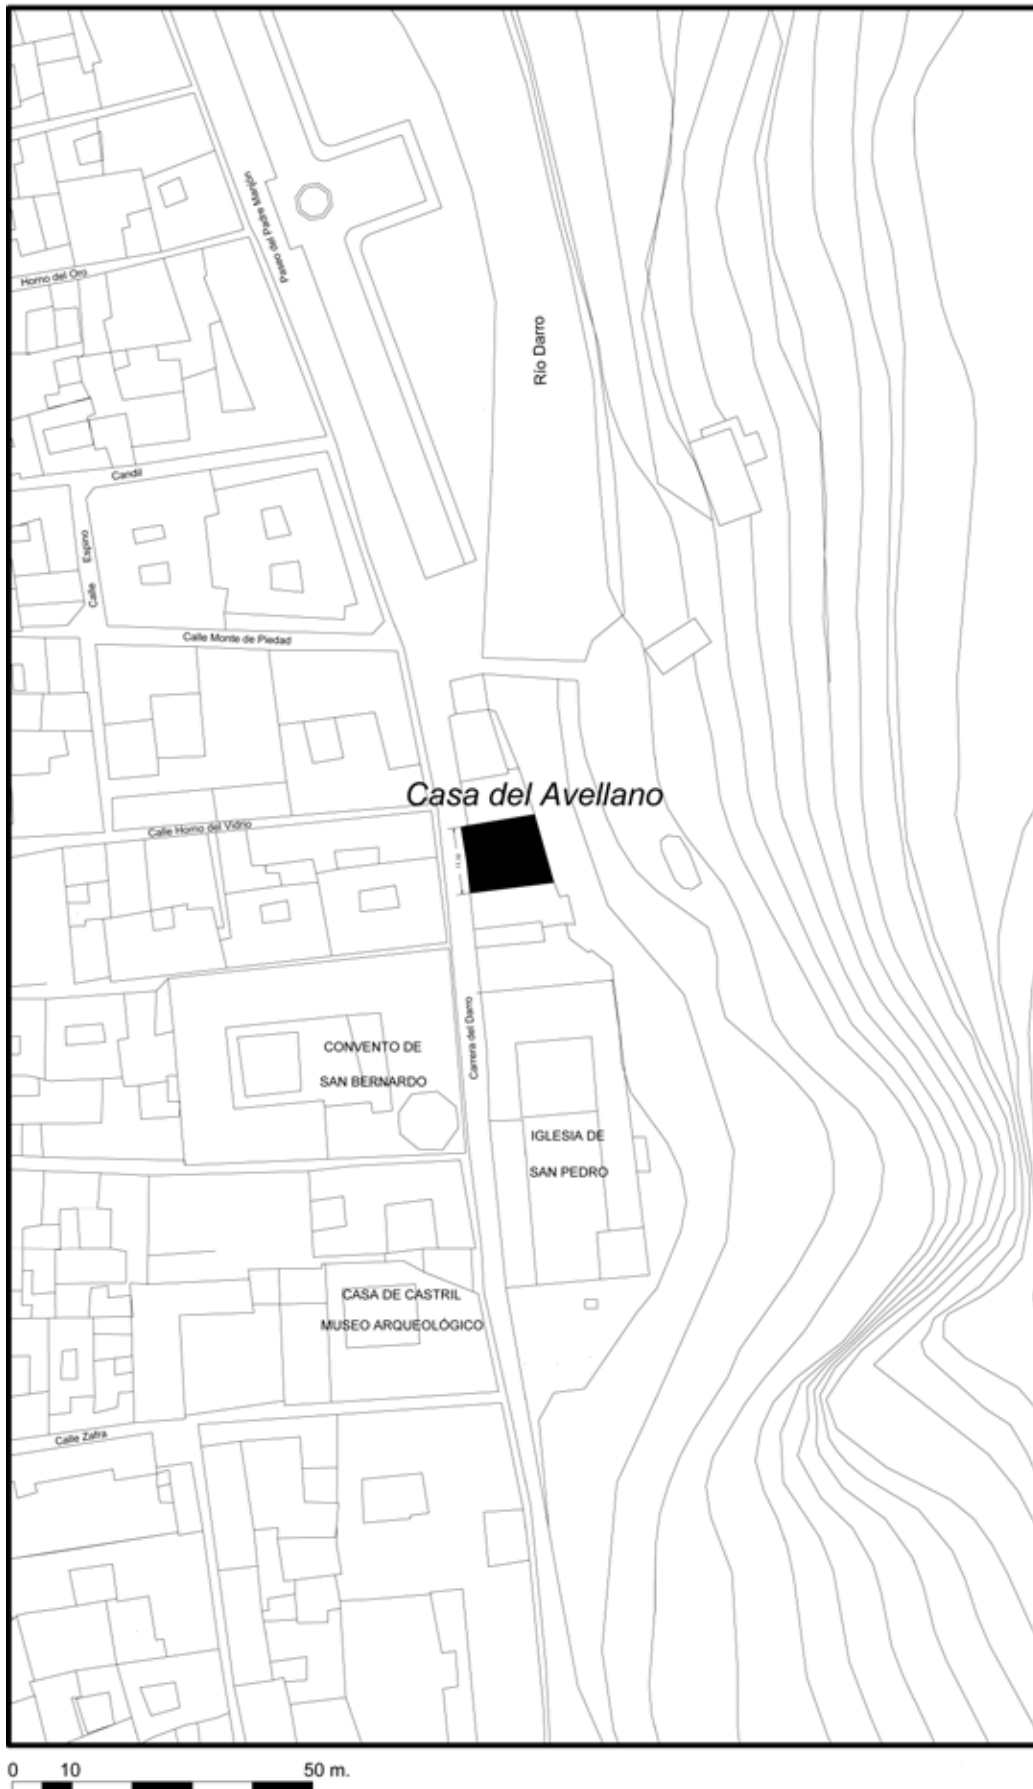 Paseo del Padre Manjón
Horno del Oro
Río Darro
Candil
Calle Espino
Calle Monte de Piedad
Casa del Avellano
Calle Horno del Vidrio
Carrera del Darro
CONVENTO DE
SAN BERNARDO
IGLESIA DE
SAN PEDRO
CASA DE CASTRIL
MUSEO ARQUEOLÓGICO
Calle Zafra
0 10 50 m.